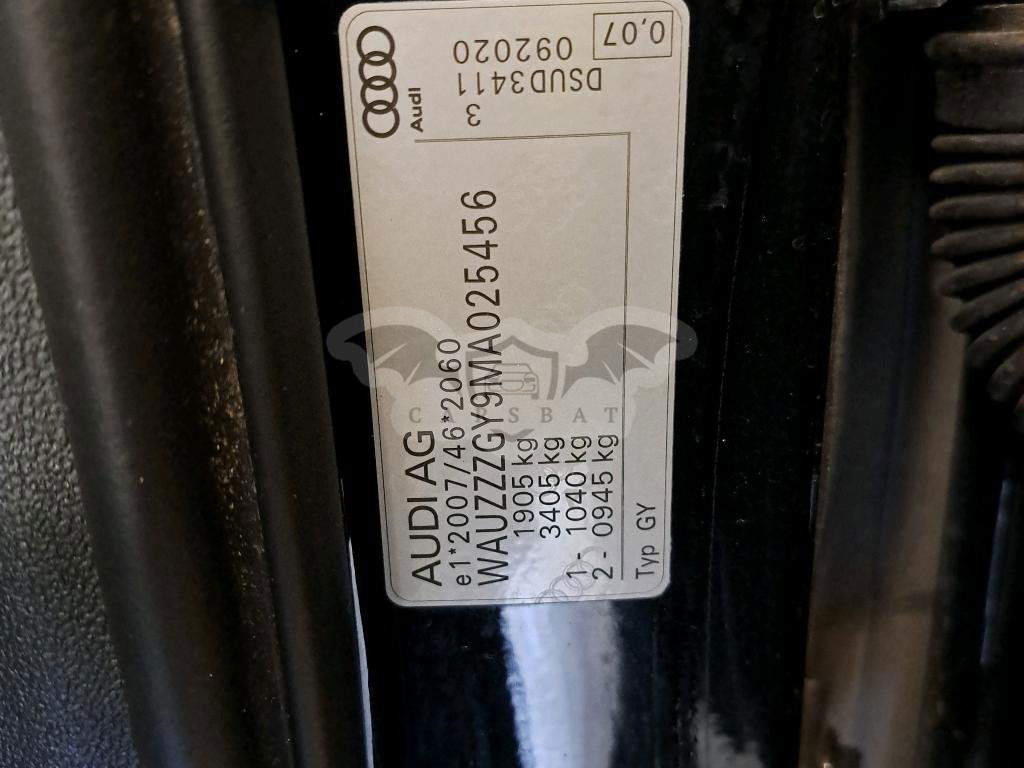 AUDI AG
e1*2007/46*2060
WAUZZZGY9MA025456
1905 kg
3405 kg
1 - 1040 kg
2 - 0945 kg
Typ GY
Audi
3
DSUD3411
092020
0.07
CARSBAT